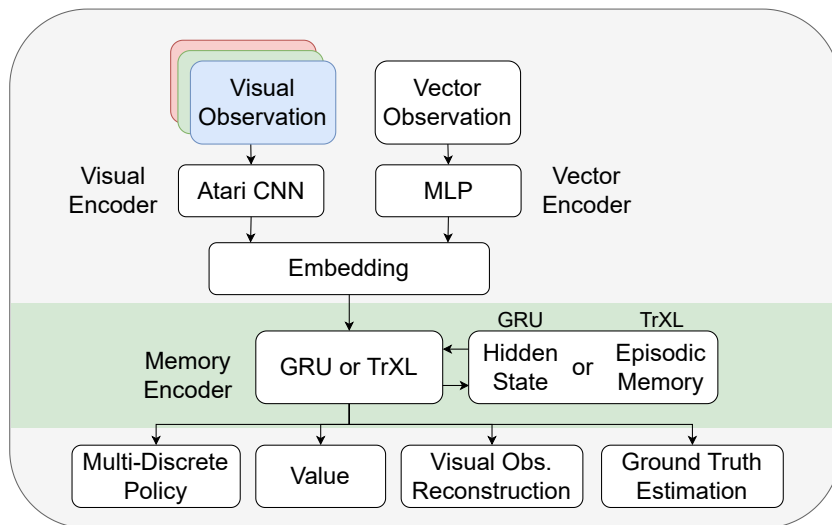 Visual
Observation
Vector
Observation
Visual
Encoder
Atari CNN
MLP
Vector
Encoder
Embedding
GRU
TrXL
Memory
Encoder
GRU or TrXL
Hidden
State
or
Episodic
Memory
Multi-Discrete
Policy
Value
Visual Obs.
Reconstruction
Ground Truth
Estimation